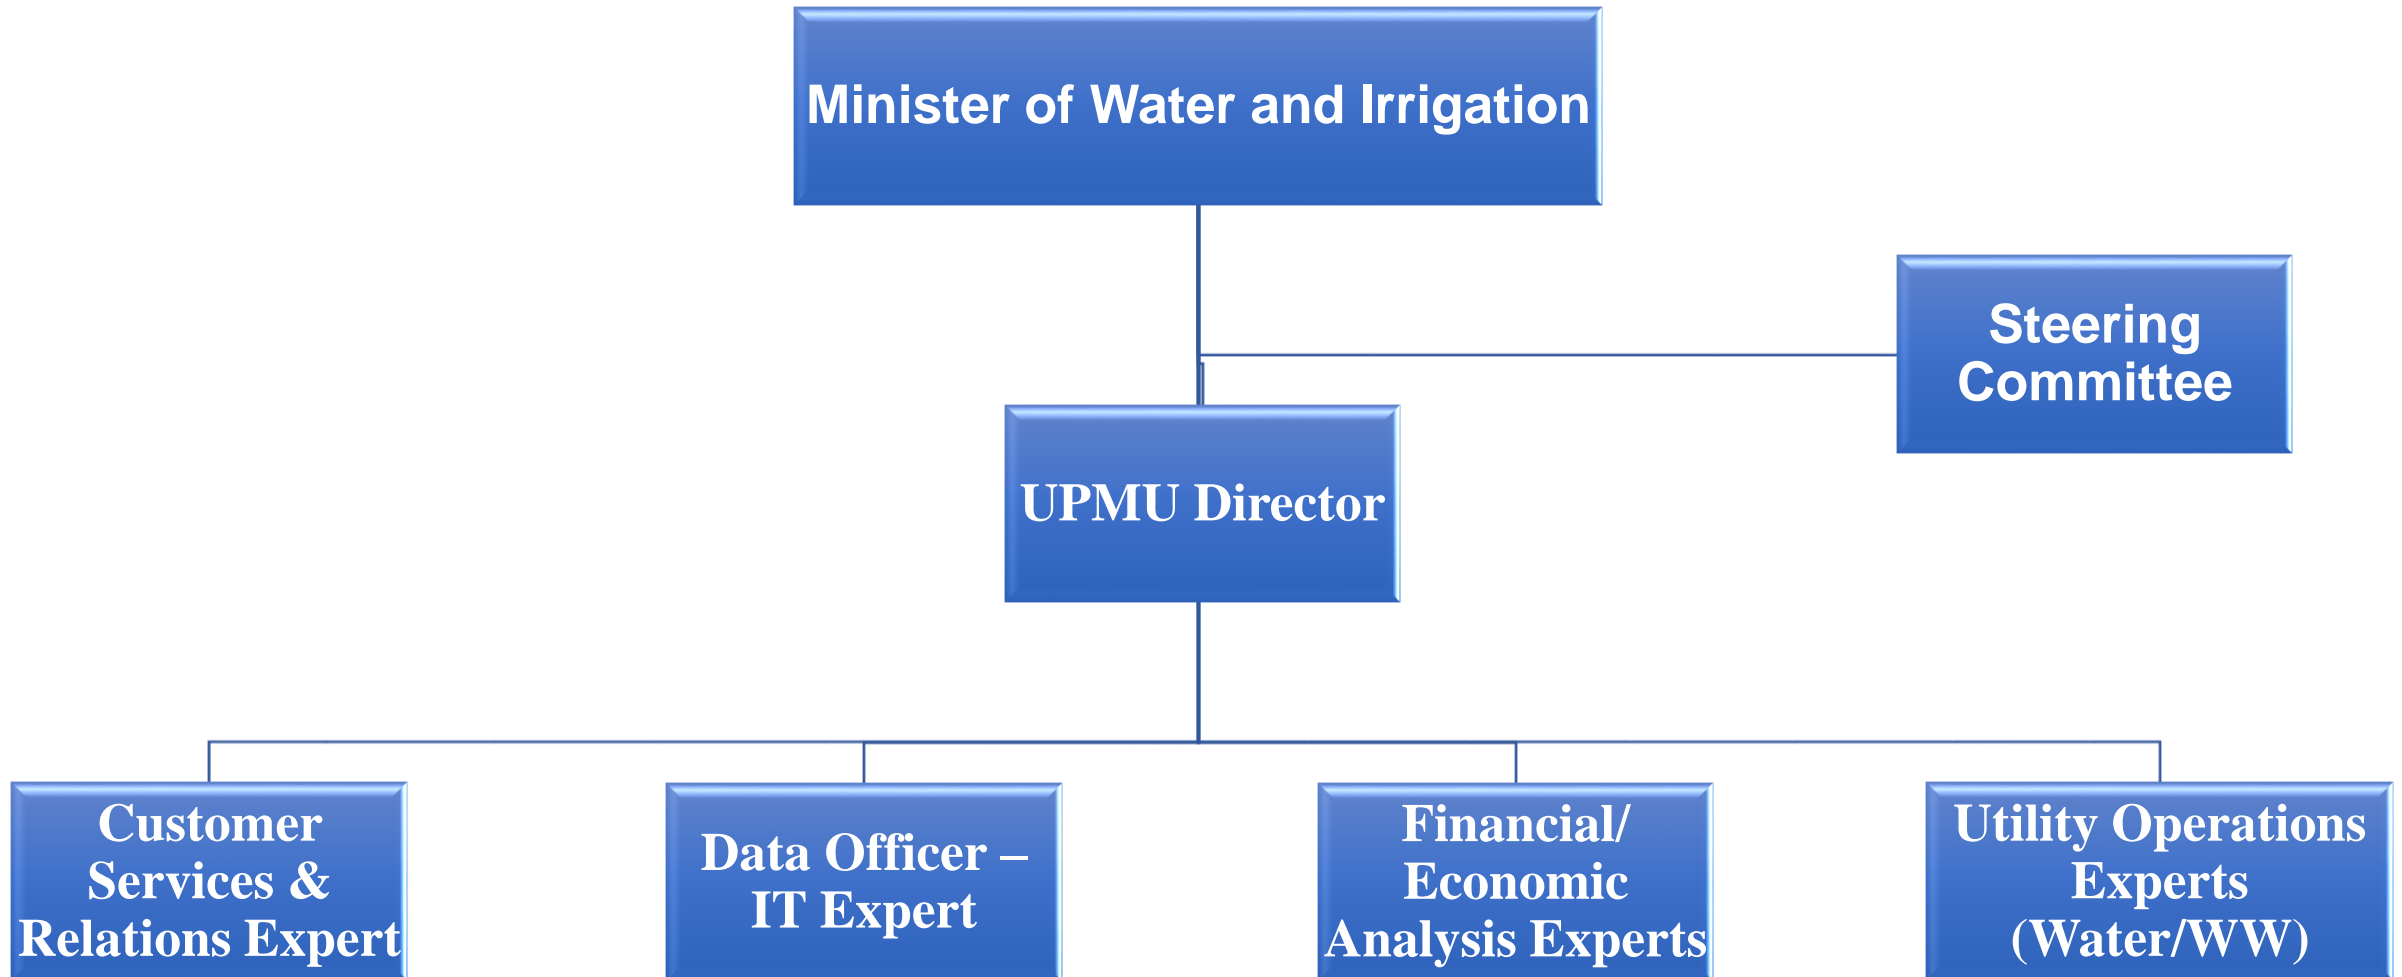 Minister of Water and Irrigation
Steering
Committee
UPMU Director
Customer
Services &
Relations Expert
Data Officer –
IT Expert
Financial/
Economic
Analysis Experts
Utility Operations
Experts
(Water/WW)